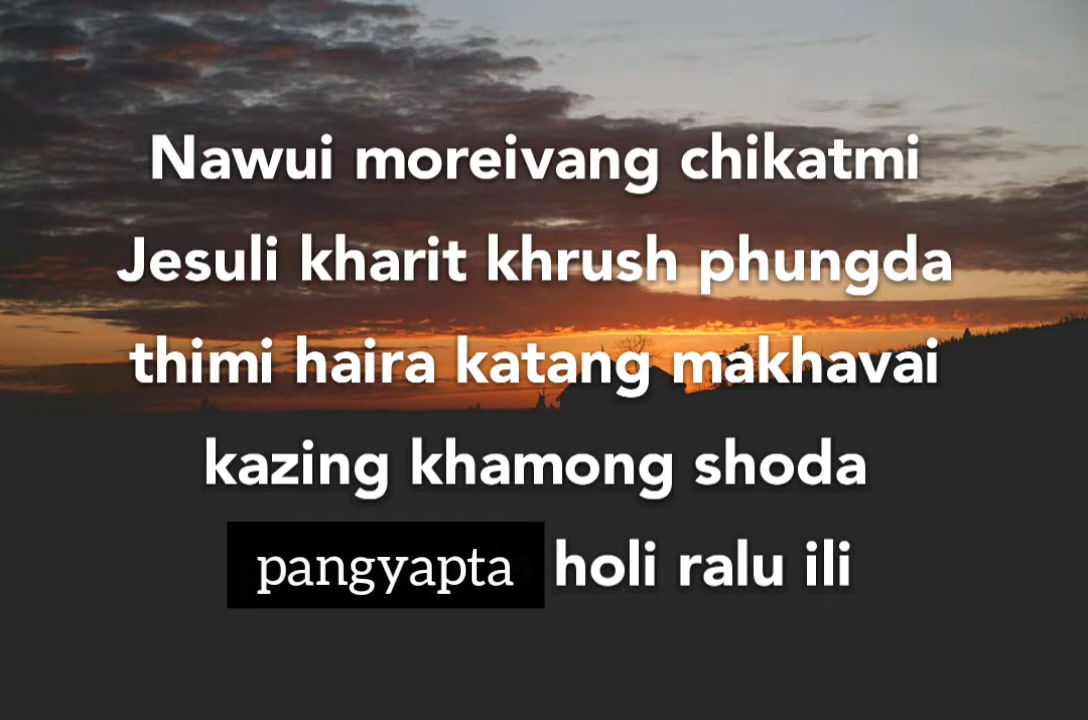 Nawui moreivang chikatmi
Jesuli kharit khrush phungda
thimi haira katang makhavai
kazing khamong shoda
pangyapta holi ralu ili